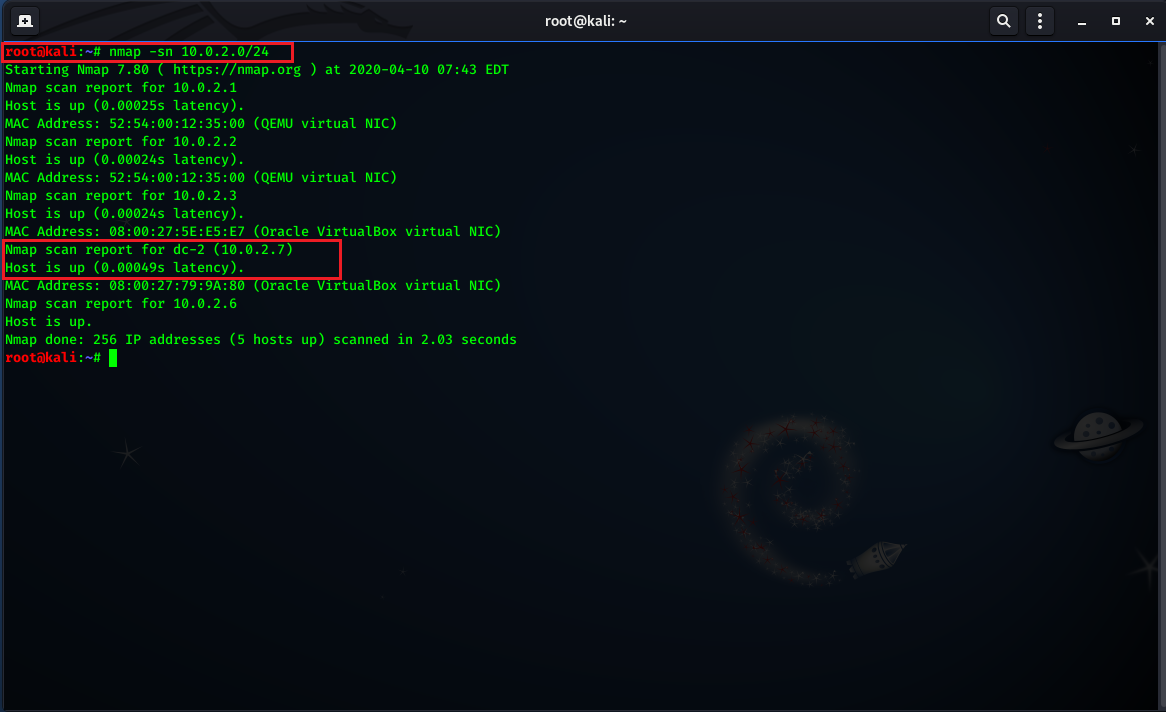 root@kali: ~
root@kali:~# nmap -sn 10.0.2.0/24
Starting Nmap 7.80 ( https://nmap.org ) at 2020-04-10 07:43 EDT
Nmap scan report for 10.0.2.1
Host is up (0.00025s latency).
MAC Address: 52:54:00:12:35:00 (QEMU virtual NIC)
Nmap scan report for 10.0.2.2
Host is up (0.00024s latency).
MAC Address: 52:54:00:12:35:00 (QEMU virtual NIC)
Nmap scan report for 10.0.2.3
Host is up (0.00024s latency).
MAC Address: 08:00:27:5E:E5:E7 (Oracle VirtualBox virtual NIC)
Nmap scan report for dc-2 (10.0.2.7)
Host is up (0.00049s latency).
MAC Address: 08:00:27:79:9A:80 (Oracle VirtualBox virtual NIC)
Nmap scan report for 10.0.2.6
Host is up.
Nmap done: 256 IP addresses (5 hosts up) scanned in 2.03 seconds
root@kali:~#